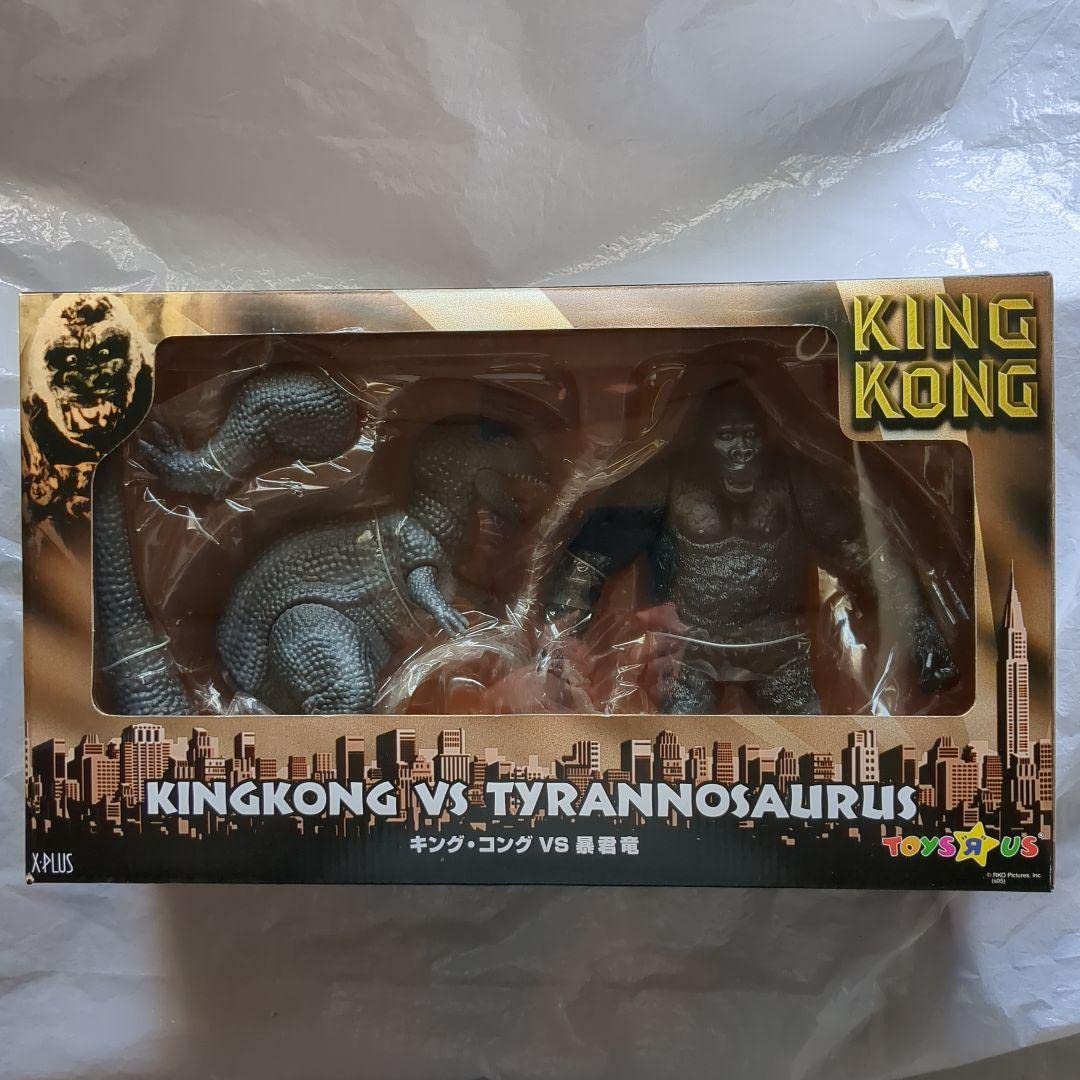 KING
KONG
KINGKONG VS TYRANNOSAURUS
キング・コング VS 暴君竜
TOYS "Я" US®
X-PLUS
© RKO Pictures, Inc
(s05)